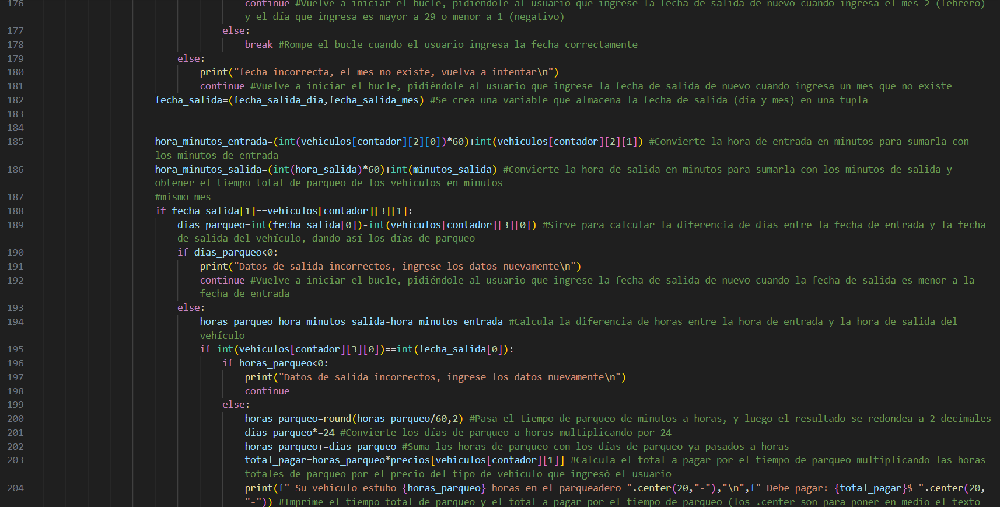 176 continue #Vuelve a iniciar el bucle, pidiéndole al usuario que ingrese la fecha de salida de nuevo cuando ingresa el mes 2 (febrero)
y el día que ingresa es mayor a 29 o menor a 1 (negativo)
177 else:
178 break #Rompe el bucle cuando el usuario ingresa la fecha correctamente
179 else:
180 print("fecha incorrecta, el mes no existe, vuelva a intentar\n")
181 continue #Vuelve a iniciar el bucle, pidiéndole al usuario que ingrese la fecha de salida de nuevo cuando ingresa un mes que no existe
182 fecha_salida=(fecha_salida_dia,fecha_salida_mes) #Se crea una variable que almacena la fecha de salida (día y mes) en una tupla
183
184
185 hora_minutos_entrada=(int(vehiculos[contador][2][0])*60)+int(vehiculos[contador][2][1]) #Convierte la hora de entrada en minutos para sumarla con
los minutos de entrada
186 hora_minutos_salida=(int(hora_salida)*60)+int(minutos_salida) #Convierte la hora de salida en minutos para sumarla con los minutos de salida y
obtener el tiempo total de parqueo de los vehículos en minutos
187 #mismo mes
188 if fecha_salida[1]==vehiculos[contador][3][1]:
189 dias_parqueo=int(fecha_salida[0])-int(vehiculos[contador][3][0]) #Sirve para calcular la diferencia de días entre la fecha de entrada y la fecha
de salida del vehículo, dando así los días de parqueo
190 if dias_parqueo<0:
191 print("Datos de salida incorrectos, ingrese los datos nuevamente\n")
192 continue #Vuelve a iniciar el bucle, pidiéndole al usuario que ingrese la fecha de salida de nuevo cuando la fecha de salida es menor a la
fecha de entrada
193 else:
194 horas_parqueo=hora_minutos_salida-hora_minutos_entrada #Calcula la diferencia de horas entre la hora de entrada y la hora de salida del
vehículo
195 if int(vehiculos[contador][3][0])==int(fecha_salida[0]):
196 if horas_parqueo<0:
197 print("Datos de salida incorrectos, ingrese los datos nuevamente\n")
198 continue
199 else:
200 horas_parqueo=round(horas_parqueo/60,2) #Pasa el tiempo de parqueo de minutos a horas, y luego el resultado se redondea a 2 decimales
201 dias_parqueo*=24 #Convierte los días de parqueo a horas multiplicando por 24
202 horas_parqueo+=dias_parqueo #Suma las horas de parqueo con los días de parqueo ya pasados a horas
203 total_pagar=horas_parqueo*precios[vehiculos[contador][1]] #Calcula el total a pagar por el tiempo de parqueo multiplicando las horas
totales de parqueo por el precio del tipo de vehículo que ingresó el usuario
204 print(f" Su vehiculo estubo {horas_parqueo} horas en el parqueadero ".center(20,"-"),"\n",f" Debe pagar: {total_pagar}$ ".center(20,
"-")) #Imprime el tiempo total de parqueo y el total a pagar por el tiempo de parqueo (los .center son para poner en medio el texto